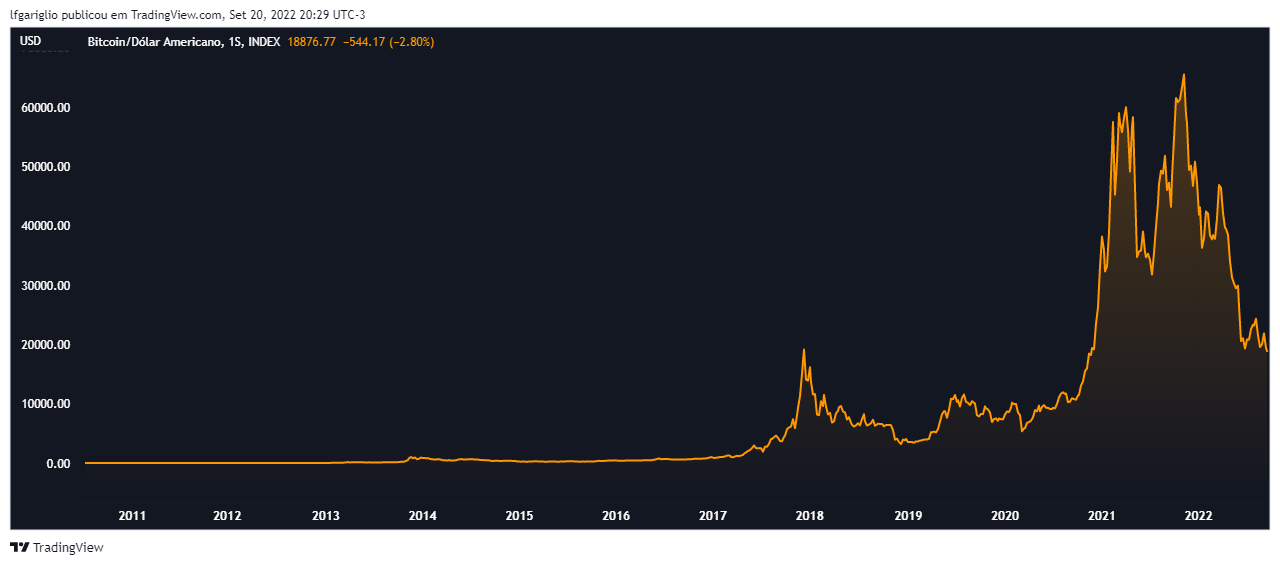 lfgariglio publicou em TradingView.com, Set 20, 2022 20:29 UTC-3
USD
Bitcoin/Dólar Americano, 1S, INDEX 18876.77 −544.17 (−2.80%)
60000.00
50000.00
40000.00
30000.00
20000.00
10000.00
0.00
2011 2012 2013 2014 2015 2016 2017 2018 2019 2020 2021 2022
TradingView